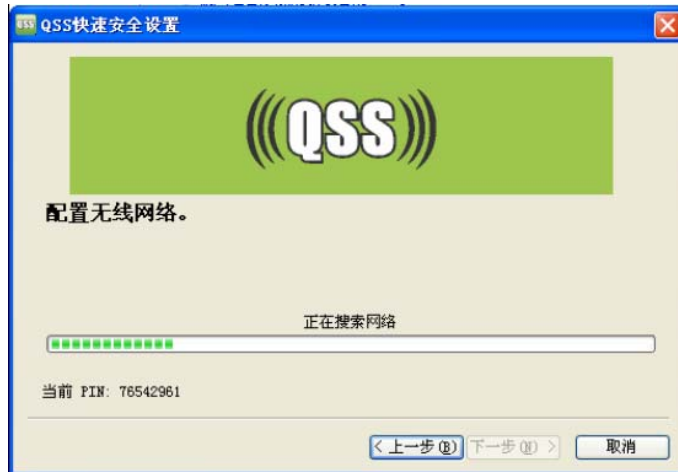 QSS快速安全设置
(((QSS)))
配置无线网络。
正在搜索网络
当前 PIN: 76542961
< 上一步(B) 下一步(N) > 取消